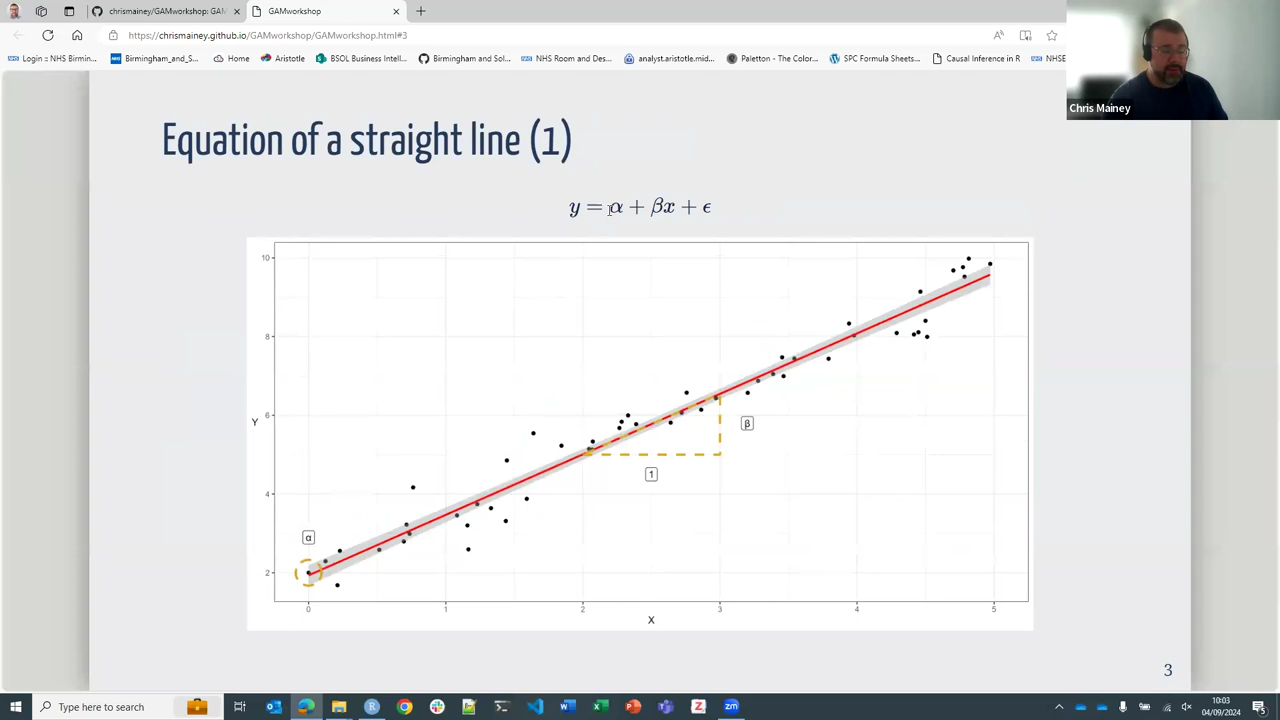 chrismainey/GAMworkshop: Works
GAMworkshop
https://chrismainey.github.io/GAMworkshop/GAMworkshop.html#3
Login :: NHS Birmin... Birmingham_and_S... Home Aristotle BSOL Business Intell... Birmingham and Sol... NHS Room and Des... analyst.aristotle.mid... Paletton - The Color... SPC Formula Sheets... Causal Inference in R NHSE
Chris Mainey
Equation of a straight line (1)
y = α + βx + ϵ
10
8
6
4
2
Y
α
β
1
0 1 2 3 4 5
X
3
Type here to search
10:03
04/09/2024